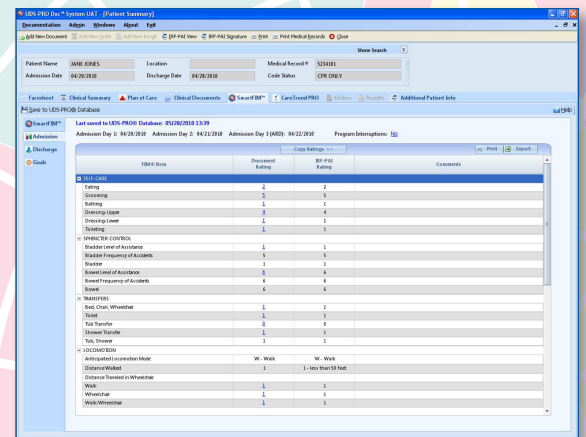 UDS-PRO Doc™ System UAT - [Patient Summary]
Documentation Admin Windows About Exit
Add New Document Add New Order Add New Result IRF-PAI View IRF-PAI Signature Print Print Medical Records Close
Show Search
Patient Name JANE JONES Location Medical Record # 5234101
Admission Date 04/20/2010 Discharge Date 04/28/2010 Code Status CPR ONLY
Facesheet Clinical Summary Plan of Care Clinical Documents SmartFIM™ CareTrend PRO Orders Results Additional Patient Info
Save to UDS-PRO® Database Help
SmartFIM™
Admission
Discharge
Goals
Last saved to UDS-PRO® Database: 05/28/2010 13:39
Admission Day 1: 04/20/2010 Admission Day 2: 04/21/2010 Admission Day 3 (ARD): 04/22/2010 Program Interruptions: No
Copy Ratings >> Print Export
FIM® Item Document Rating IRF-PAI Rating Comments
SELF-CARE
Eating 2 2
Grooming 5 5
Bathing 1 1
Dressing-Upper 4 4
Dressing-Lower 1 1
Toileting 1 1
SPHINCTER CONTROL
Bladder Level of Assistance 1 1
Bladder Frequency of Accidents 5 5
Bladder 1 1
Bowel Level of Assistance 6
Bowel Frequency of Accidents 6 6
Bowel 6 6
TRANSFERS
Bed, Chair, Wheelchair 1 1
Toilet 1 1
Tub Transfer 0 0
Shower Transfer 1 1
Tub, Shower 1 1
LOCOMOTION
Anticipated Locomotion Mode W - Walk W - Walk
Distance Walked 1 1 - less than 50 feet
Distance Traveled in Wheelchair
Walk 1 1
Wheelchair 1 1
Walk/Wheelchair 1 1